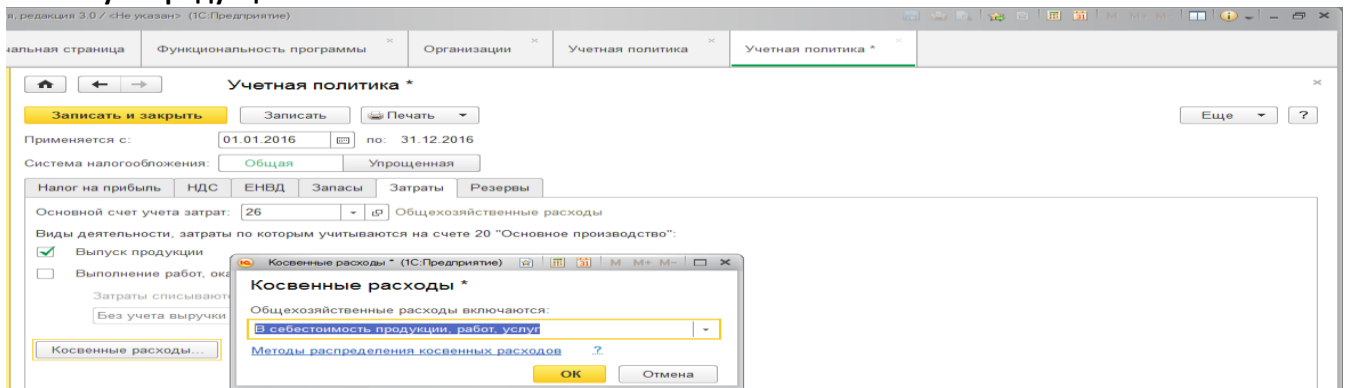 я, редакция 3.0 / <Не указан> (1С:Предприятие) M M+ M-
альная страница Функциональность программы Организации Учетная политика Учетная политика *
Учетная политика *
Записать и закрыть Записать Печать Еще ?
Применяется с: 01.01.2016 по: 31.12.2016
Система налогообложения: Общая Упрощенная
Налог на прибыль НДС ЕНВД Запасы Затраты Резервы
Основной счет учета затрат: 26 Общехозяйственные расходы
Виды деятельности, затраты по которым учитываются на счете 20 "Основное производство":
Выпуск продукции
Выполнение работ, ока
Затраты списывают
Без учета выручки
Косвенные расходы...
Косвенные расходы * (1С:Предприятие) M M+ M-
Косвенные расходы *
Общехозяйственные расходы включаются:
В себестоимость продукции, работ, услуг
Методы распределения косвенных расходов ?
ОК Отмена